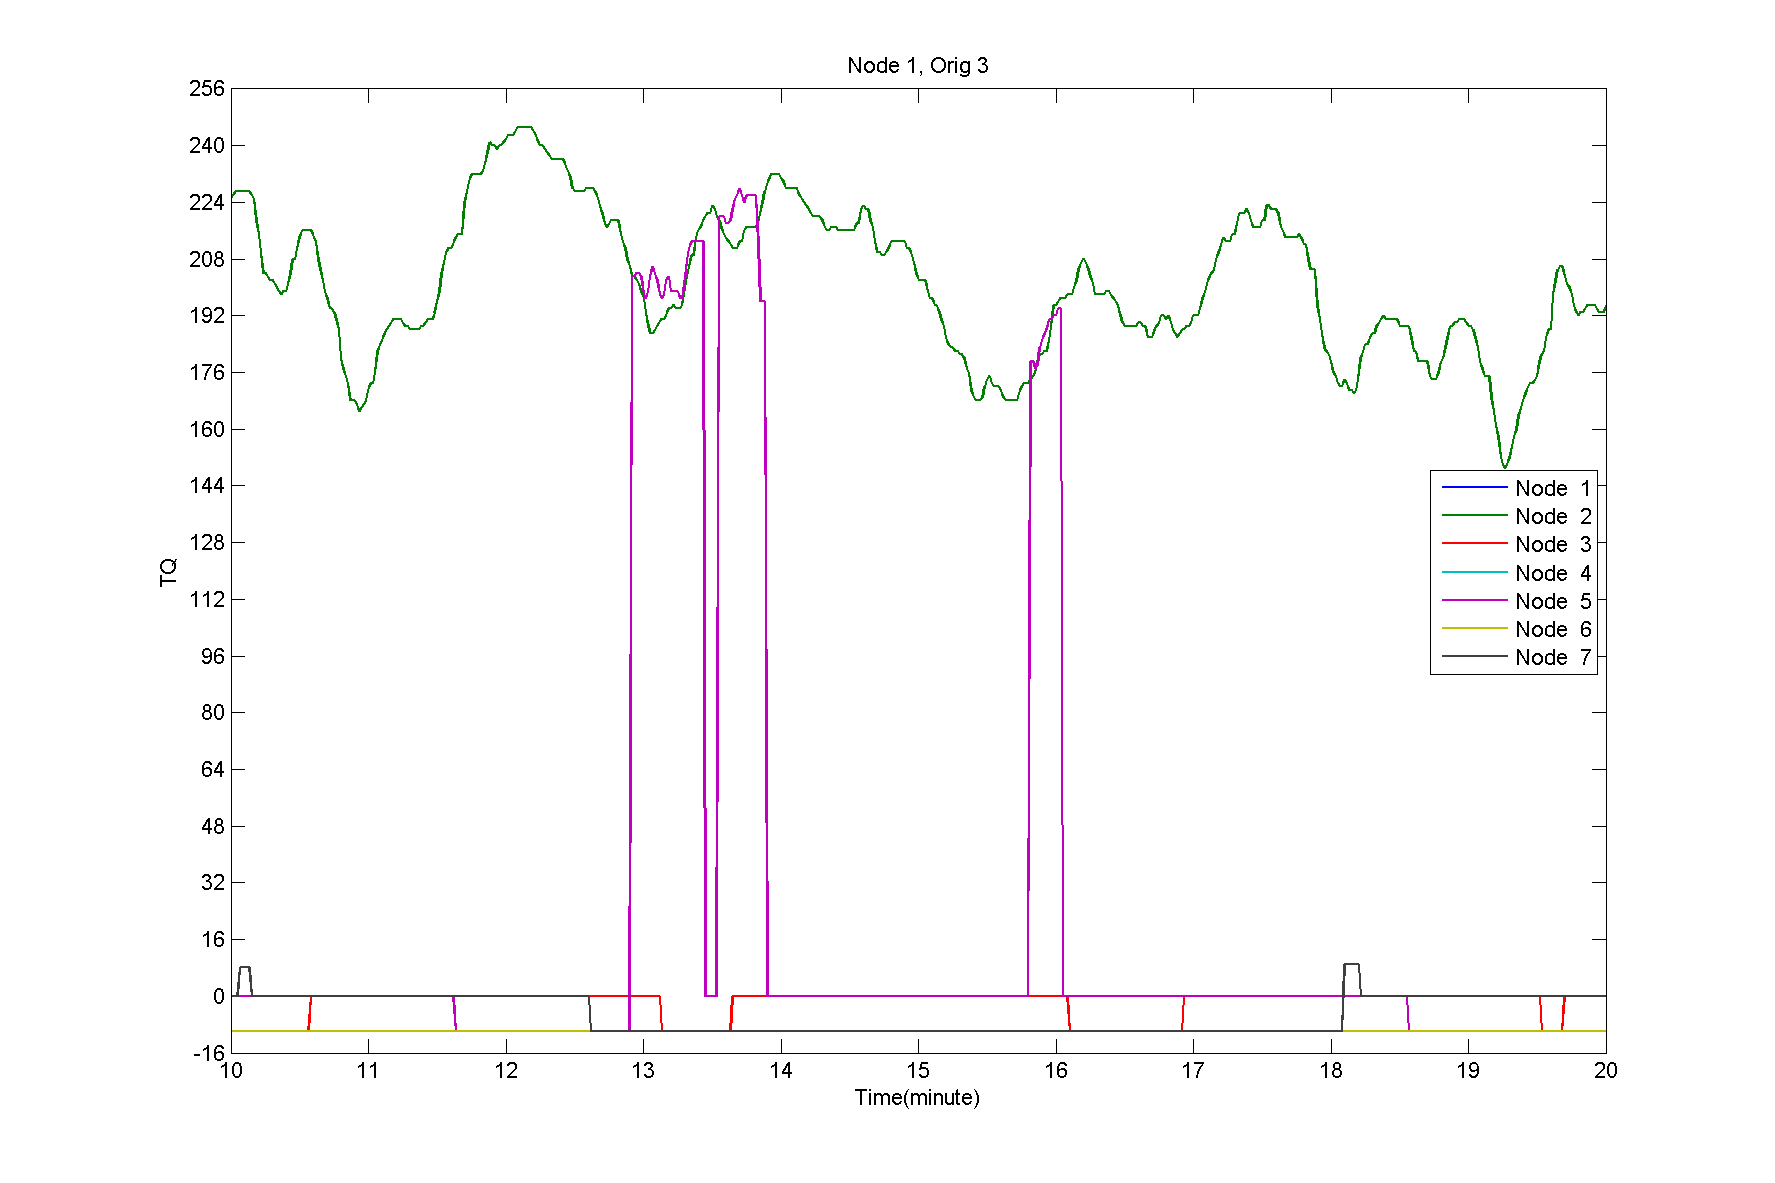 Node 1, Orig 3
256
240
224
208
192
176
160
144
128
112
96
80
64
48
32
16
0
-16
TQ
Node 1
Node 2
Node 3
Node 4
Node 5
Node 6
Node 7
10 11 12 13 14 15 16 17 18 19 20
Time(minute)